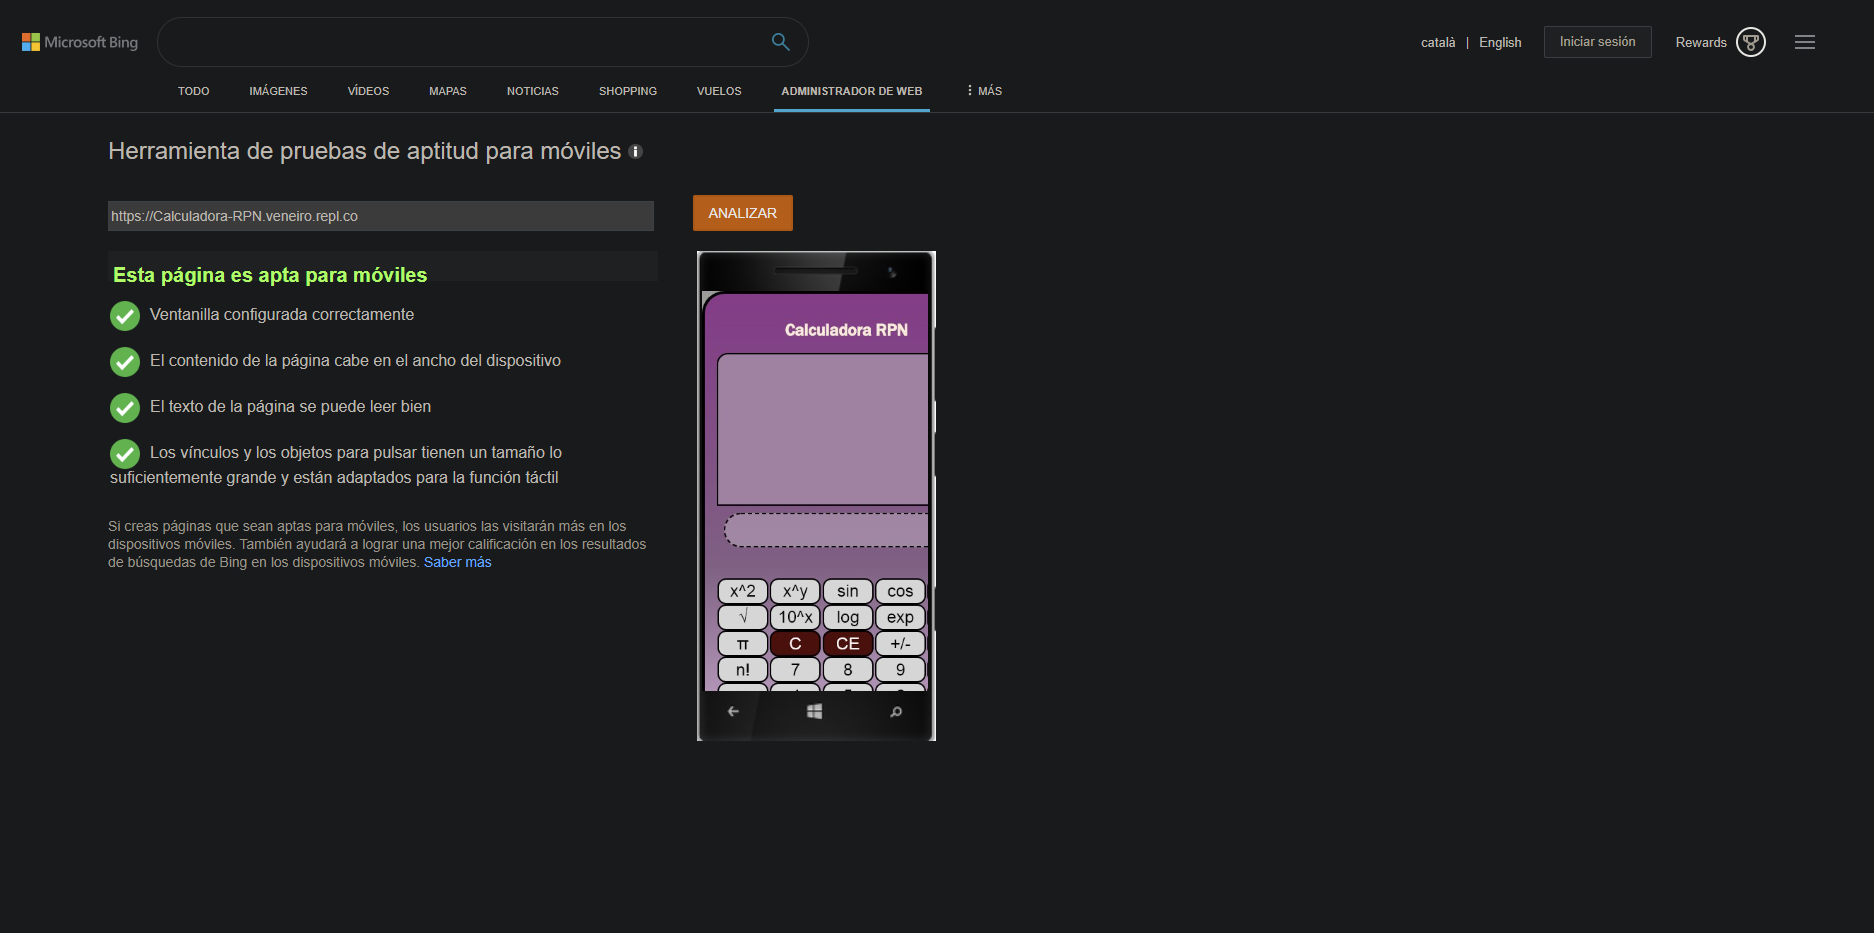 Microsoft Bing
català | English Iniciar sesión Rewards
TODO IMÁGENES VÍDEOS MAPAS NOTICIAS SHOPPING VUELOS ADMINISTRADOR DE WEB MÁS
Herramienta de pruebas de aptitud para móviles
https://Calculadora-RPN.veneiro.repl.co ANALIZAR
Esta página es apta para móviles
Ventanilla configurada correctamente
El contenido de la página cabe en el ancho del dispositivo
El texto de la página se puede leer bien
Los vínculos y los objetos para pulsar tienen un tamaño lo
suficientemente grande y están adaptados para la función táctil
Si creas páginas que sean aptas para móviles, los usuarios las visitarán más en los
dispositivos móviles. También ayudará a lograr una mejor calificación en los resultados
de búsquedas de Bing en los dispositivos móviles. Saber más
Calculadora RPN
x^2 x^y sin cos
√ 10^x log exp
π C CE +/-
n! 7 8 9